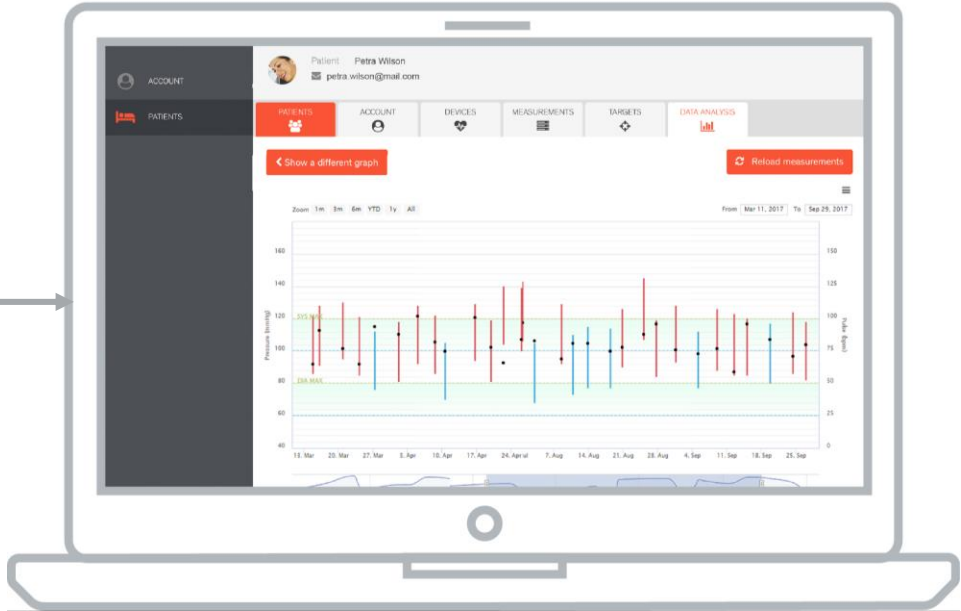 Patient Petra Wilson
petra.wilson@mail.com
ACCOUNT
PATIENTS
PATIENTS ACCOUNT DEVICES MEASUREMENTS TARGETS DATA ANALYSIS
Show a different graph
Reload measurements
Zoom 1m 3m 6m YTD 1y All
From Mar 11, 2017 To Sep 29, 2017
160 150
140 125
SYS MAX
120 100
100 75
DIA MAX
80 50
60 25
40 0
Pressure (mmHg)
Pulse (bpm)
13. Mar 20. Mar 27. Mar 5. Apr 10. Apr 17. Apr 24. Apr ul 7. Aug 14. Aug 21. Aug 28. Aug 4. Sep 11. Sep 18. Sep 25. Sep